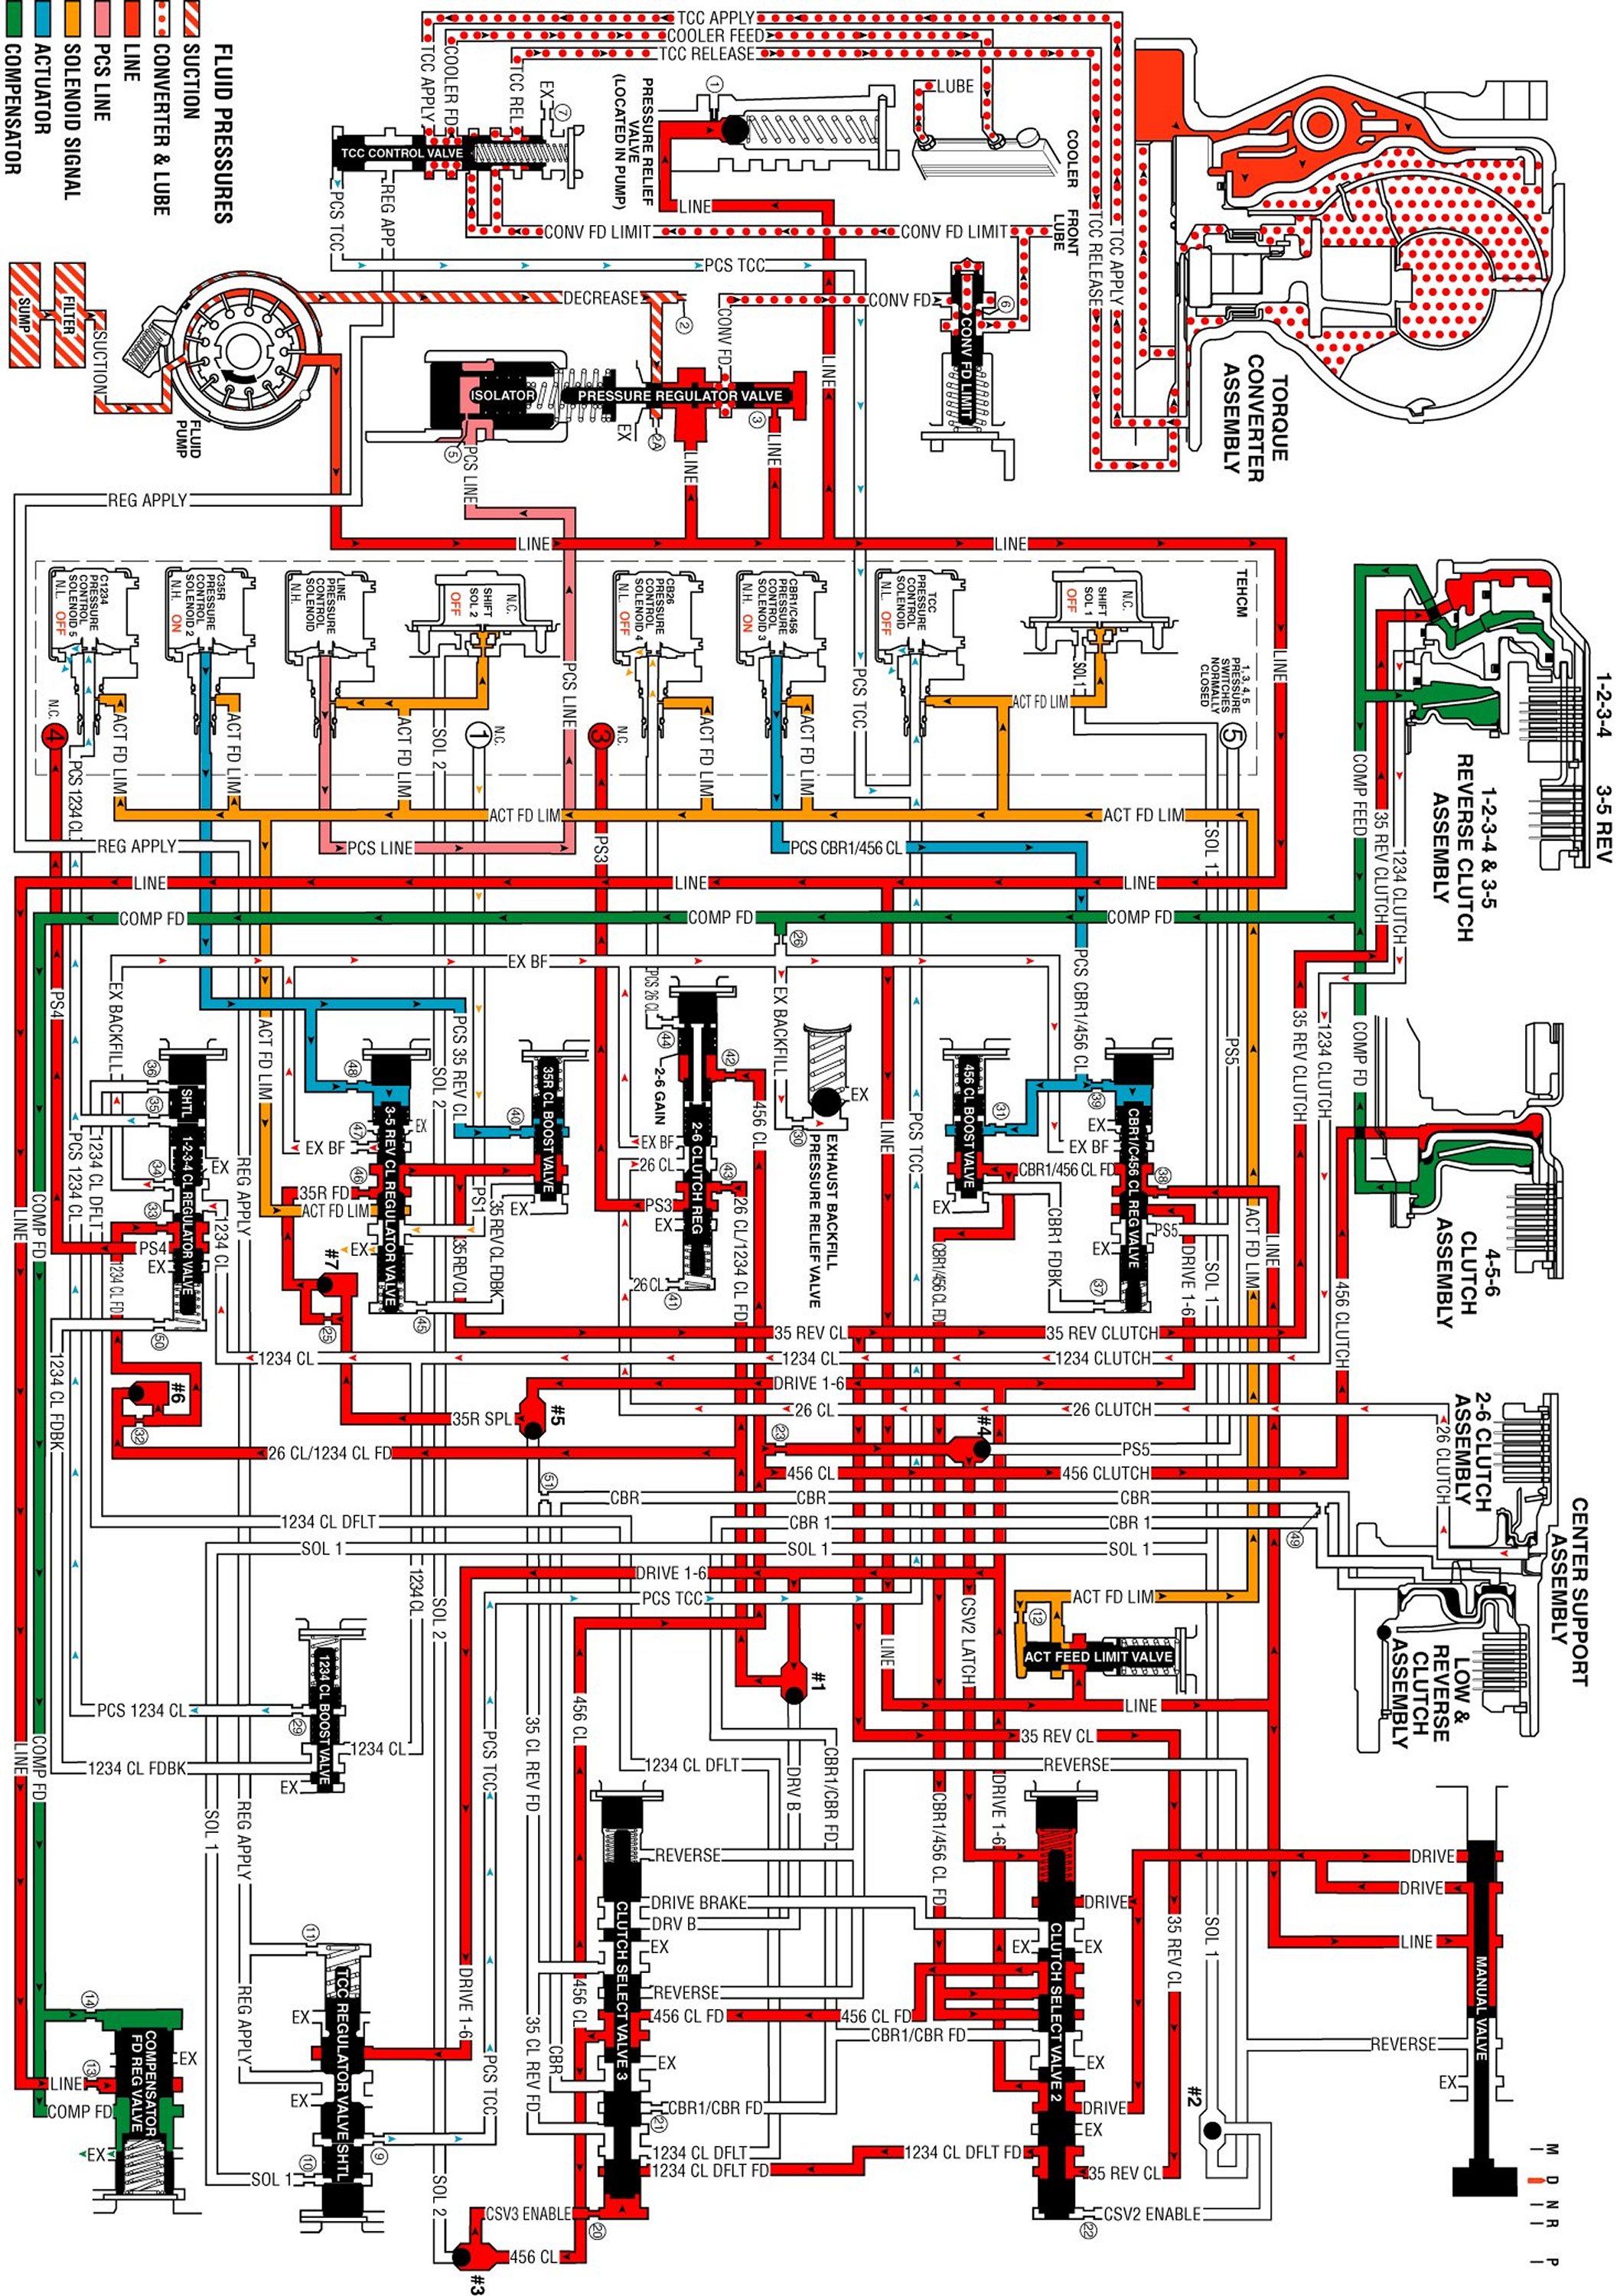 TCC APPLY
COOLER FEED
TCC RELEASE
TCC APPLY
COOLER FD
TCC REL
EX
7
TCC CONTROL VALVE
PCS TCC
REG APP
PRESSURE RELIEF
VALVE
(LOCATED IN PUMP)
1
LINE
LUBE
COOLER
FRONT
LUBE
CONV FD LIMIT
CONV FD LIMIT
PCS TCC
TCC RELEASE
TCC APPLY
TORQUE
CONVERTER
ASSEMBLY
FLUID PRESSURES
SUCTION
CONVERTER & LUBE
LINE
PCS LINE
SOLENOID SIGNAL
ACTUATOR
COMPENSATOR
SUMP
FILTER
SUCTION
FLUID
PUMP
DECREASE
2
CONV FD
CONV FD
6
CONV FD LIMIT
ISOLATOR
PRESSURE REGULATOR VALVE
3
EX
2A
5
PCS LINE
LINE
LINE
LINE
REG APPLY
LINE
LINE
LINE
TEHCM
C1234
PRESSURE
CONTROL
SOLENOID 5
N.L. OFF
C35R
PRESSURE
CONTROL
SOLENOID 2
N.H. ON
LINE
PRESSURE
CONTROL
SOLENOID
N.H.
N.C.
SHIFT
SOL 2
OFF
CB26
PRESSURE
CONTROL
SOLENOID 4
N.L. OFF
CBR1/C456
PRESSURE
CONTROL
SOLENOID 3
N.H. ON
TCC
PRESSURE
CONTROL
SOLENOID
N.L. OFF
N.C.
SHIFT
SOL 1
OFF
1, 3, 4, 5
PRESSURE
SWITCHES
NORMALLY
CLOSED
SOL 1
ACT FD LIM
N.C.
4
ACT FD LIM
ACT FD LIM
ACT FD LIM
SOL 2
1
N.C.
PCS LINE
3
N.C.
ACT FD LIM
ACT FD LIM
PCS TCC
5
PCS 1234 CL
ACT FD LIM
ACT FD LIM
REG APPLY
PCS LINE
PS3
PCS CBR1/456 CL
SOL 1
LINE
LINE
LINE
COMP FD
COMP FD
COMP FD
26
1-2-3-4
3-5 REV
1-2-3-4 & 3-5
REVERSE CLUTCH
ASSEMBLY
COMP FEED
35 REV CLUTCH
1234 CLUTCH
EX BF
PS4
EX BACKFILL
ACT FD LIM
PCS 35 REV CL
SOL 2
PCS 26 CL
EX BACKFILL
PCS CBR1/456 CL
PS5
35 REV CLUTCH
1234 CLUTCH
COMP FD
4-5-6
CLUTCH
ASSEMBLY
36
35
SHTL
1-2-3-4 CL REGULATOR VALVE
34
EX
33
PS4
EX
1234 CL
1234 CL FD
50
PCS 1234 CL
1234 CL DFLT
REG APPLY
48
3-5 REV CL REGULATOR VALVE
47
EX
EX BF
46
35R FD
ACT FD LIM
EX
#7
25
45
40
35R CL BOOST VALVE
EX
PS1
35 REV CL
35 REV CL FDBK
44
2-6 GAIN
42
2-6 CLUTCH REG
EX BF
26 CL
43
PS3
EX
26 CL
41
456 CL
26 CL/1234 CL FD
EX
30
EXHAUST BACKFILL
PRESSURE RELIEF VALVE
LINE
PCS TCC
456 CL BOOST VALVE
31
EX
CBR1/456 CL FD
39
EX
EX BF
CBR1/456 CL FD
CBR1/C456 CL REG VALVE
38
PS5
EX
37
CBR1 FDBK
DRIVE 1-6
SOL 1
ACT FD LIM
LINE
456 CLUTCH
LINE
COMP FD
35 REV CL
35 REV CLUTCH
1234 CL
1234 CL
1234 CLUTCH
DRIVE 1-6
1234 CL FDBK
#6
32
35R SPL
#5
26 CL
26 CLUTCH
26 CL/1234 CL FD
23
#4
PS5
456 CL
456 CLUTCH
51
CBR
CBR
CBR
1234 CL DFLT
CBR 1
CBR 1
49
SOL 1
SOL 1
SOL 1
DRIVE 1-6
PCS TCC
2-6 CLUTCH
ASSEMBLY
26 CLUTCH
CENTER SUPPORT
ASSEMBLY
LOW &
REVERSE
CLUTCH
ASSEMBLY
1234 CL
SOL 2
1234 CL BOOST VALVE
PCS 1234 CL
29
1234 CL
1234 CL FDBK
EX
LINE
COMP FD
#1
CSV2 LATCH
LINE
12
ACT FD LIM
ACT FEED LIMIT VALVE
LINE
456 CL
35 REV CL
REVERSE
1234 CL DFLT
35 CL REV FD
PCS TCC
DRV B
CBR1/CBR FD
CBR1/456 CL FD
DRIVE 1-6
SOL 1
REG APPLY
REVERSE
DRIVE BRAKE
DRV B
EX
REVERSE
456 CL FD
456 CL FD
CBR1/CBR FD
EX
CBR1/CBR FD
21
1234 CL DFLT
1234 CL DFLT FD
1234 CL DFLT FD
CLUTCH SELECT VALVE 3
CSV3 ENABLE
20
456 CL
#3
SOL 2
456 CL
CBR
35 CL REV FD
PCS TCC
DRIVE 1-6
DRIVE
EX
EX
CLUTCH SELECT VALVE 2
EX
DRIVE
EX
35 REV CL
CSV2 ENABLE
22
35 REV CL
SOL 1
#2
DRIVE
DRIVE
LINE
MANUAL VALVE
REVERSE
EX
M
D
N
R
P
11
EX
REG APPLY
TCC REGULATOR VALVE
SHTL
EX
9
10
SOL 1
14
EX
13
LINE
COMP FD
EX
COMPENSATOR
FD REG VALVE